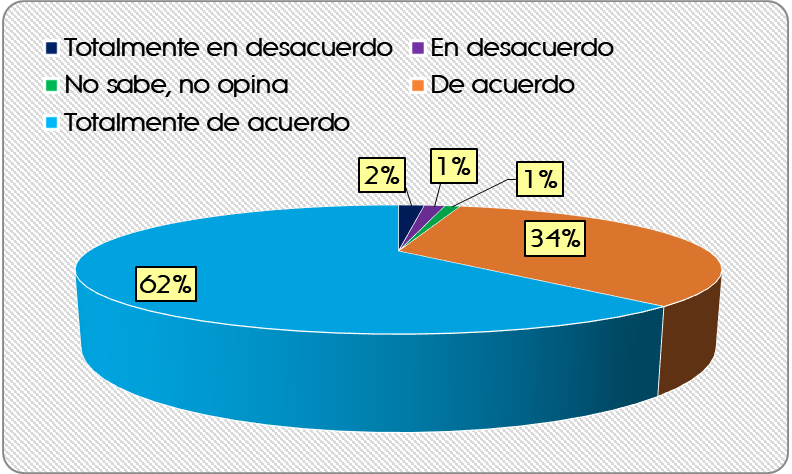 Totalmente en desacuerdo En desacuerdo
No sabe, no opina De acuerdo
Totalmente de acuerdo
2% 1% 1%
34%
62%